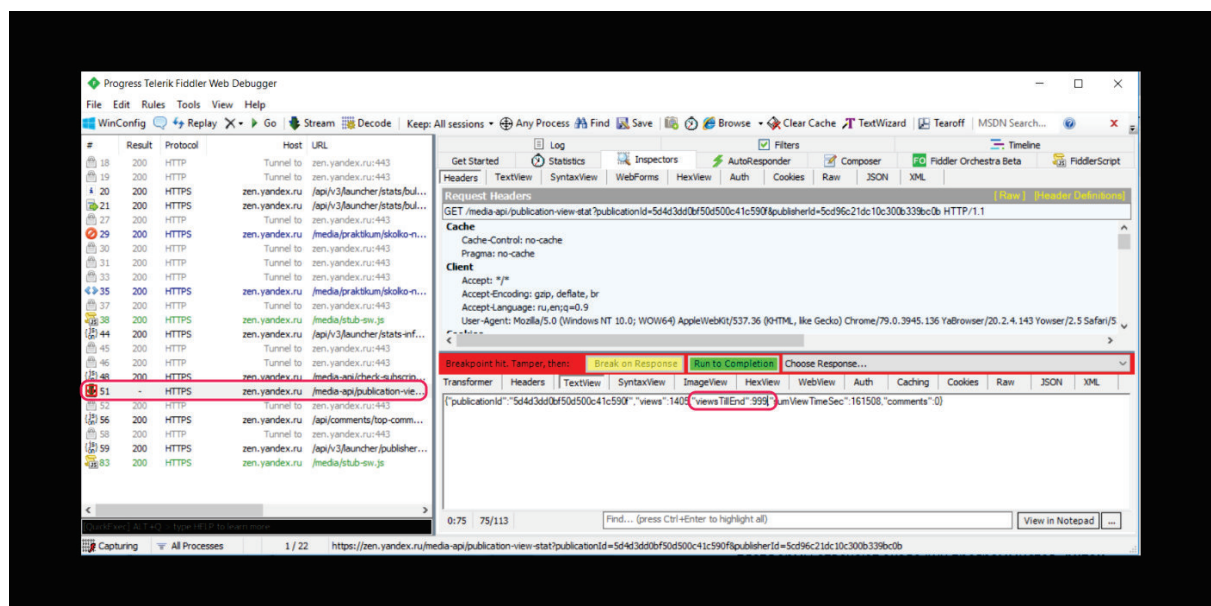 Progress Telerik Fiddler Web Debugger
File Edit Rules Tools View Help
WinConfig Replay Go Stream Decode Keep: All sessions Any Process Find Save Browse Clear Cache TextWizard Tearoff MSDN Search...
# Result Protocol Host URL
18 200 HTTP Tunnel to zen.yandex.ru:443
19 200 HTTP Tunnel to zen.yandex.ru:443
20 200 HTTPS zen.yandex.ru /api/v3/launcher/stats/bul...
21 200 HTTPS zen.yandex.ru /api/v3/launcher/stats/bul...
27 200 HTTP Tunnel to zen.yandex.ru:443
29 200 HTTPS zen.yandex.ru /media/praktikum/skolko-n...
30 200 HTTP Tunnel to zen.yandex.ru:443
31 200 HTTP Tunnel to zen.yandex.ru:443
33 200 HTTP Tunnel to zen.yandex.ru:443
35 200 HTTPS zen.yandex.ru /media/praktikum/skolko-n...
37 200 HTTP Tunnel to zen.yandex.ru:443
38 200 HTTPS zen.yandex.ru /media/stub-sw.js
44 200 HTTPS zen.yandex.ru /api/v3/launcher/stats-inf...
45 200 HTTP Tunnel to zen.yandex.ru:443
46 200 HTTP Tunnel to zen.yandex.ru:443
48 200 HTTPS zen.yandex.ru /media-api/check-subscrip...
51 - HTTPS zen.yandex.ru /media-api/publication-vie...
52 200 HTTP Tunnel to zen.yandex.ru:443
56 200 HTTPS zen.yandex.ru /api/comments/top-comm...
58 200 HTTP Tunnel to zen.yandex.ru:443
59 200 HTTPS zen.yandex.ru /api/v3/launcher/publisher...
83 200 HTTPS zen.yandex.ru /media/stub-sw.js
[QuickExec] ALT+Q > type HELP to learn more
Log Filters Timeline
Get Started Statistics Inspectors AutoResponder Composer FO Fiddler Orchestra Beta FiddlerScript
Headers TextView SyntaxView WebForms HexView Auth Cookies Raw JSON XML
Request Headers [ Raw ] [Header Definitions]
GET /media-api/publication-view-stat?publicationId=5d4d3dd0bf50d500c41c590f&publisherId=5cd96c21dc10c300b339bc0b HTTP/1.1
Cache
Cache-Control: no-cache
Pragma: no-cache
Client
Accept: */*
Accept-Encoding: gzip, deflate, br
Accept-Language: ru,en;q=0.9
User-Agent: Mozilla/5.0 (Windows NT 10.0; WOW64) AppleWebKit/537.36 (KHTML, like Gecko) Chrome/79.0.3945.136 YaBrowser/20.2.4.143 Yowser/2.5 Safari/5
Breakpoint hit. Tamper, then: Break on Response Run to Completion Choose Response...
Transformer Headers TextView SyntaxView ImageView HexView WebView Auth Caching Cookies Raw JSON XML
{"publicationId":"5d4d3dd0bf50d500c41c590f","views":1405,"viewsTillEnd":999,"sumViewTimeSec":161508,"comments":0}
0:75 75/113 Find... (press Ctrl+Enter to highlight all) View in Notepad ...
Capturing All Processes 1 / 22 https://zen.yandex.ru/media-api/publication-view-stat?publicationId=5d4d3dd0bf50d500c41c590f&publisherId=5cd96c21dc10c300b339bc0b